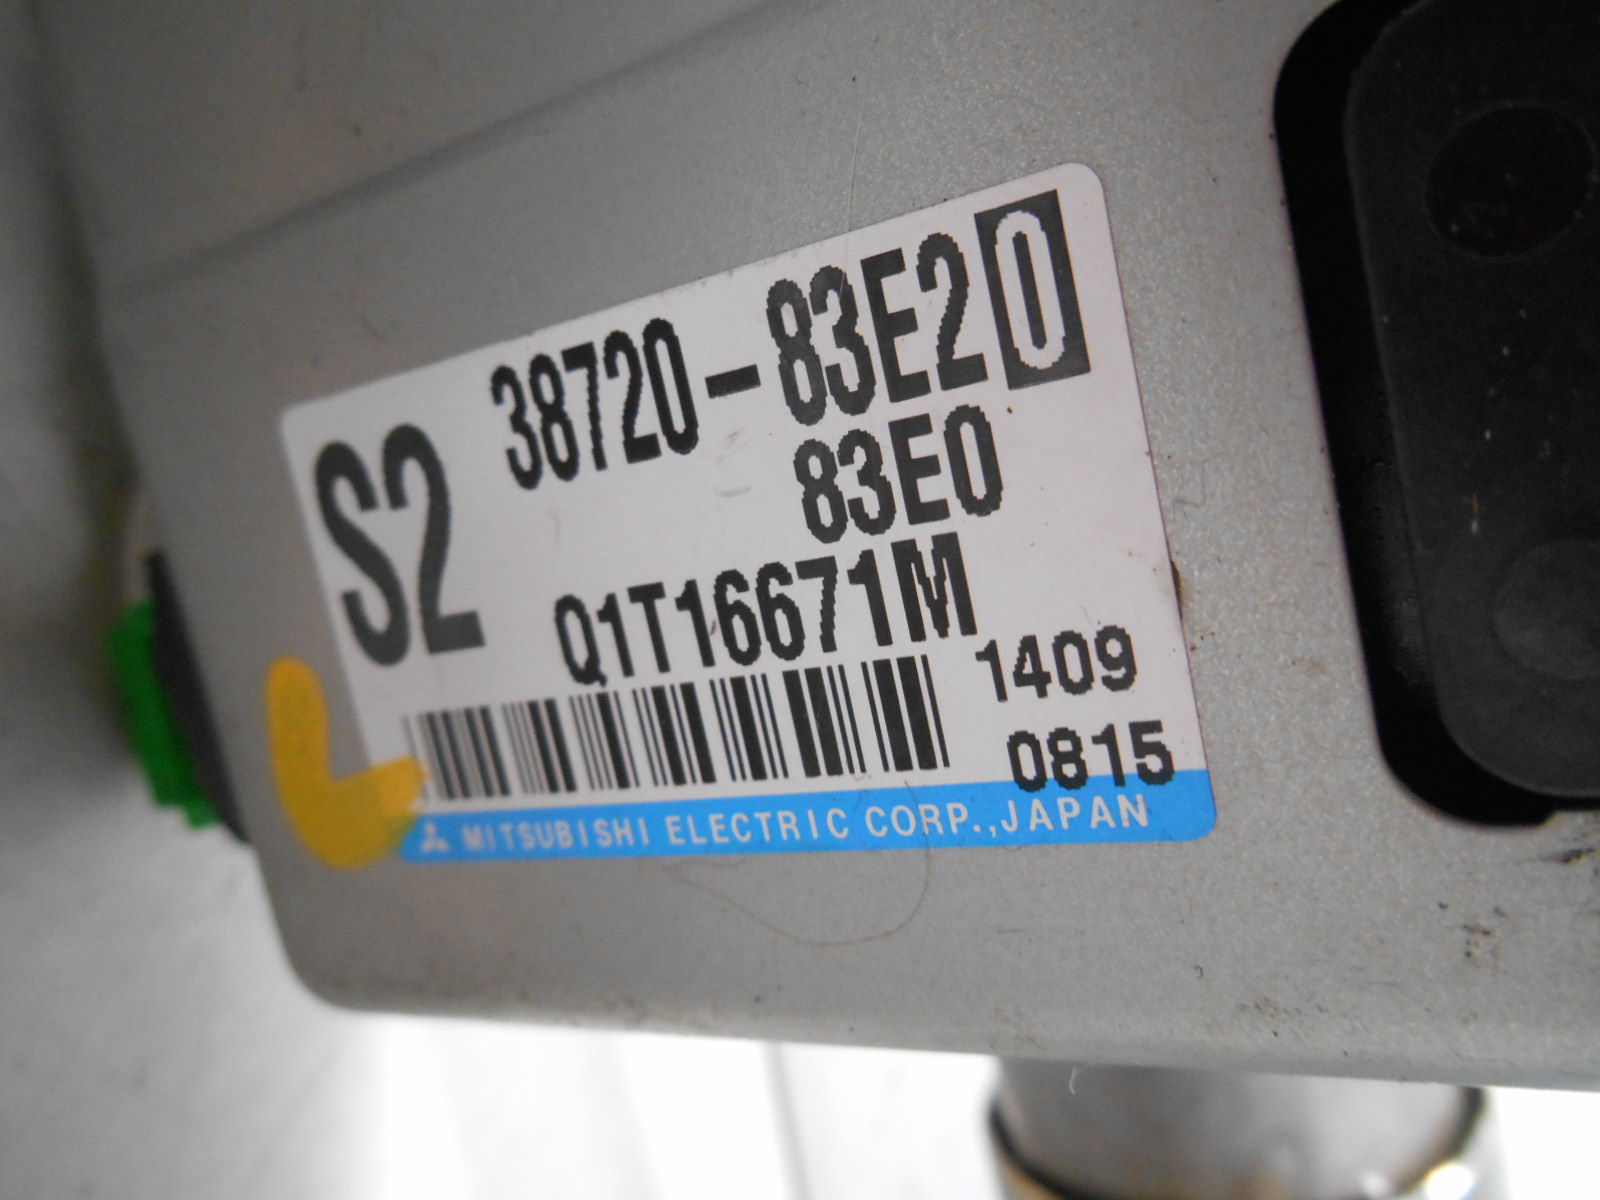 S2
38720-83E20
83E0
Q1T16671M
1409
0815
MITSUBISHI ELECTRIC CORP.,JAPAN